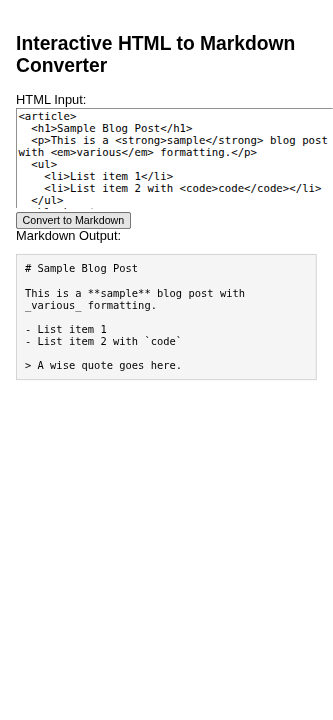 Interactive HTML to Markdown
Converter
HTML Input:
<article>
<h1>Sample Blog Post</h1>
<p>This is a <strong>sample</strong> blog post
with <em>various</em> formatting.</p>
<ul>
<li>List item 1</li>
<li>List item 2 with <code>code</code></li>
</ul>
Convert to Markdown
Markdown Output:
# Sample Blog Post
This is a **sample** blog post with
_various_ formatting.
- List item 1
- List item 2 with `code`
> A wise quote goes here.